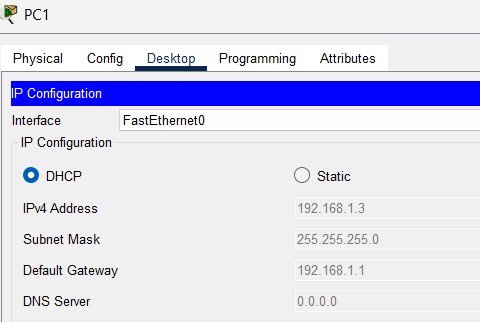 PC1
Physical Config Desktop Programming Attributes
IP Configuration
Interface FastEthernet0
IP Configuration
DHCP Static
IPv4 Address 192.168.1.3
Subnet Mask 255.255.255.0
Default Gateway 192.168.1.1
DNS Server 0.0.0.0